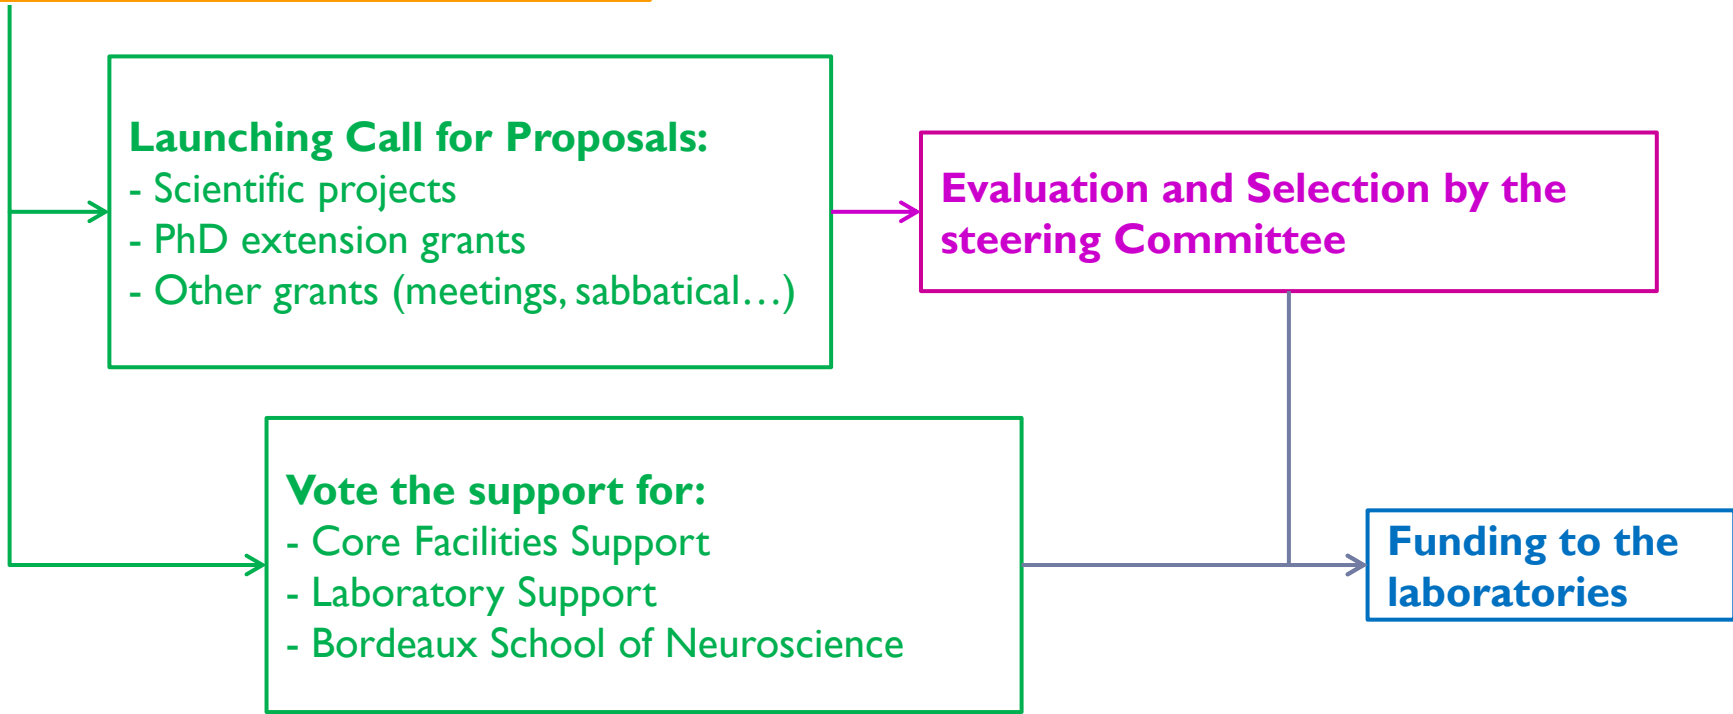 Launching Call for Proposals:
- Scientific projects
- PhD extension grants
- Other grants (meetings, sabbatical…)
Evaluation and Selection by the
steering Committee
Vote the support for:
- Core Facilities Support
- Laboratory Support
- Bordeaux School of Neuroscience
Funding to the
laboratories